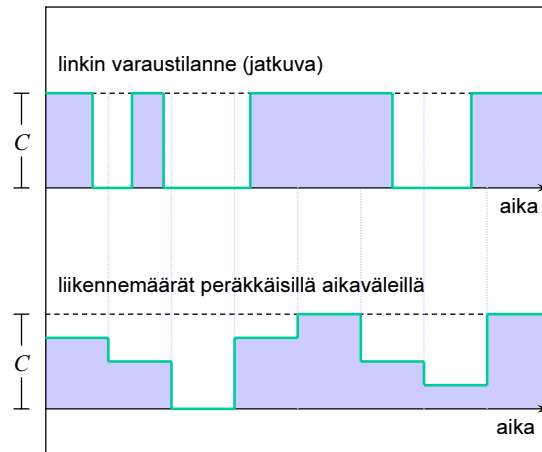 linkin varaustilanne (jatkuva)
C
aika
liikennemäärät peräkkäisillä aikaväleillä
C
aika